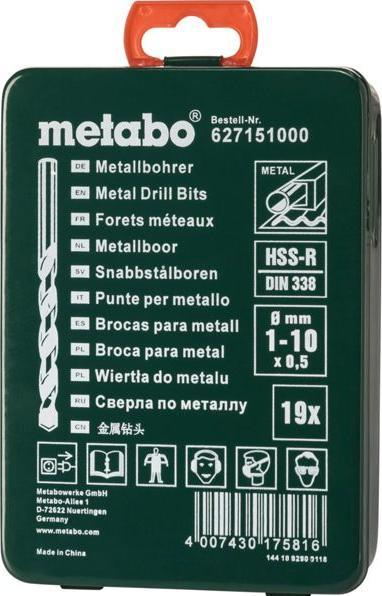 metabo®
Bestell-Nr.
627151000
DE Metallbohrer
EN Metal Drill Bits
FR Forets méteaux
NL Metallboor
SV Snabbstålboren
IT Punte per metallo
ES Brocas para metall
PL Broca para metal
PL Wiertła do metalu
RU Сверла по металлу
CN 金属钻头
METAL
HSS-R
DIN 338
Ø mm
1-10
x 0,5
19x
Metabowerke GmbH
Metabo-Allee 1
D-72622 Nuertingen
Germany
www.metabo.com
Made in China
4 007430 175816
144 18 9290 0118